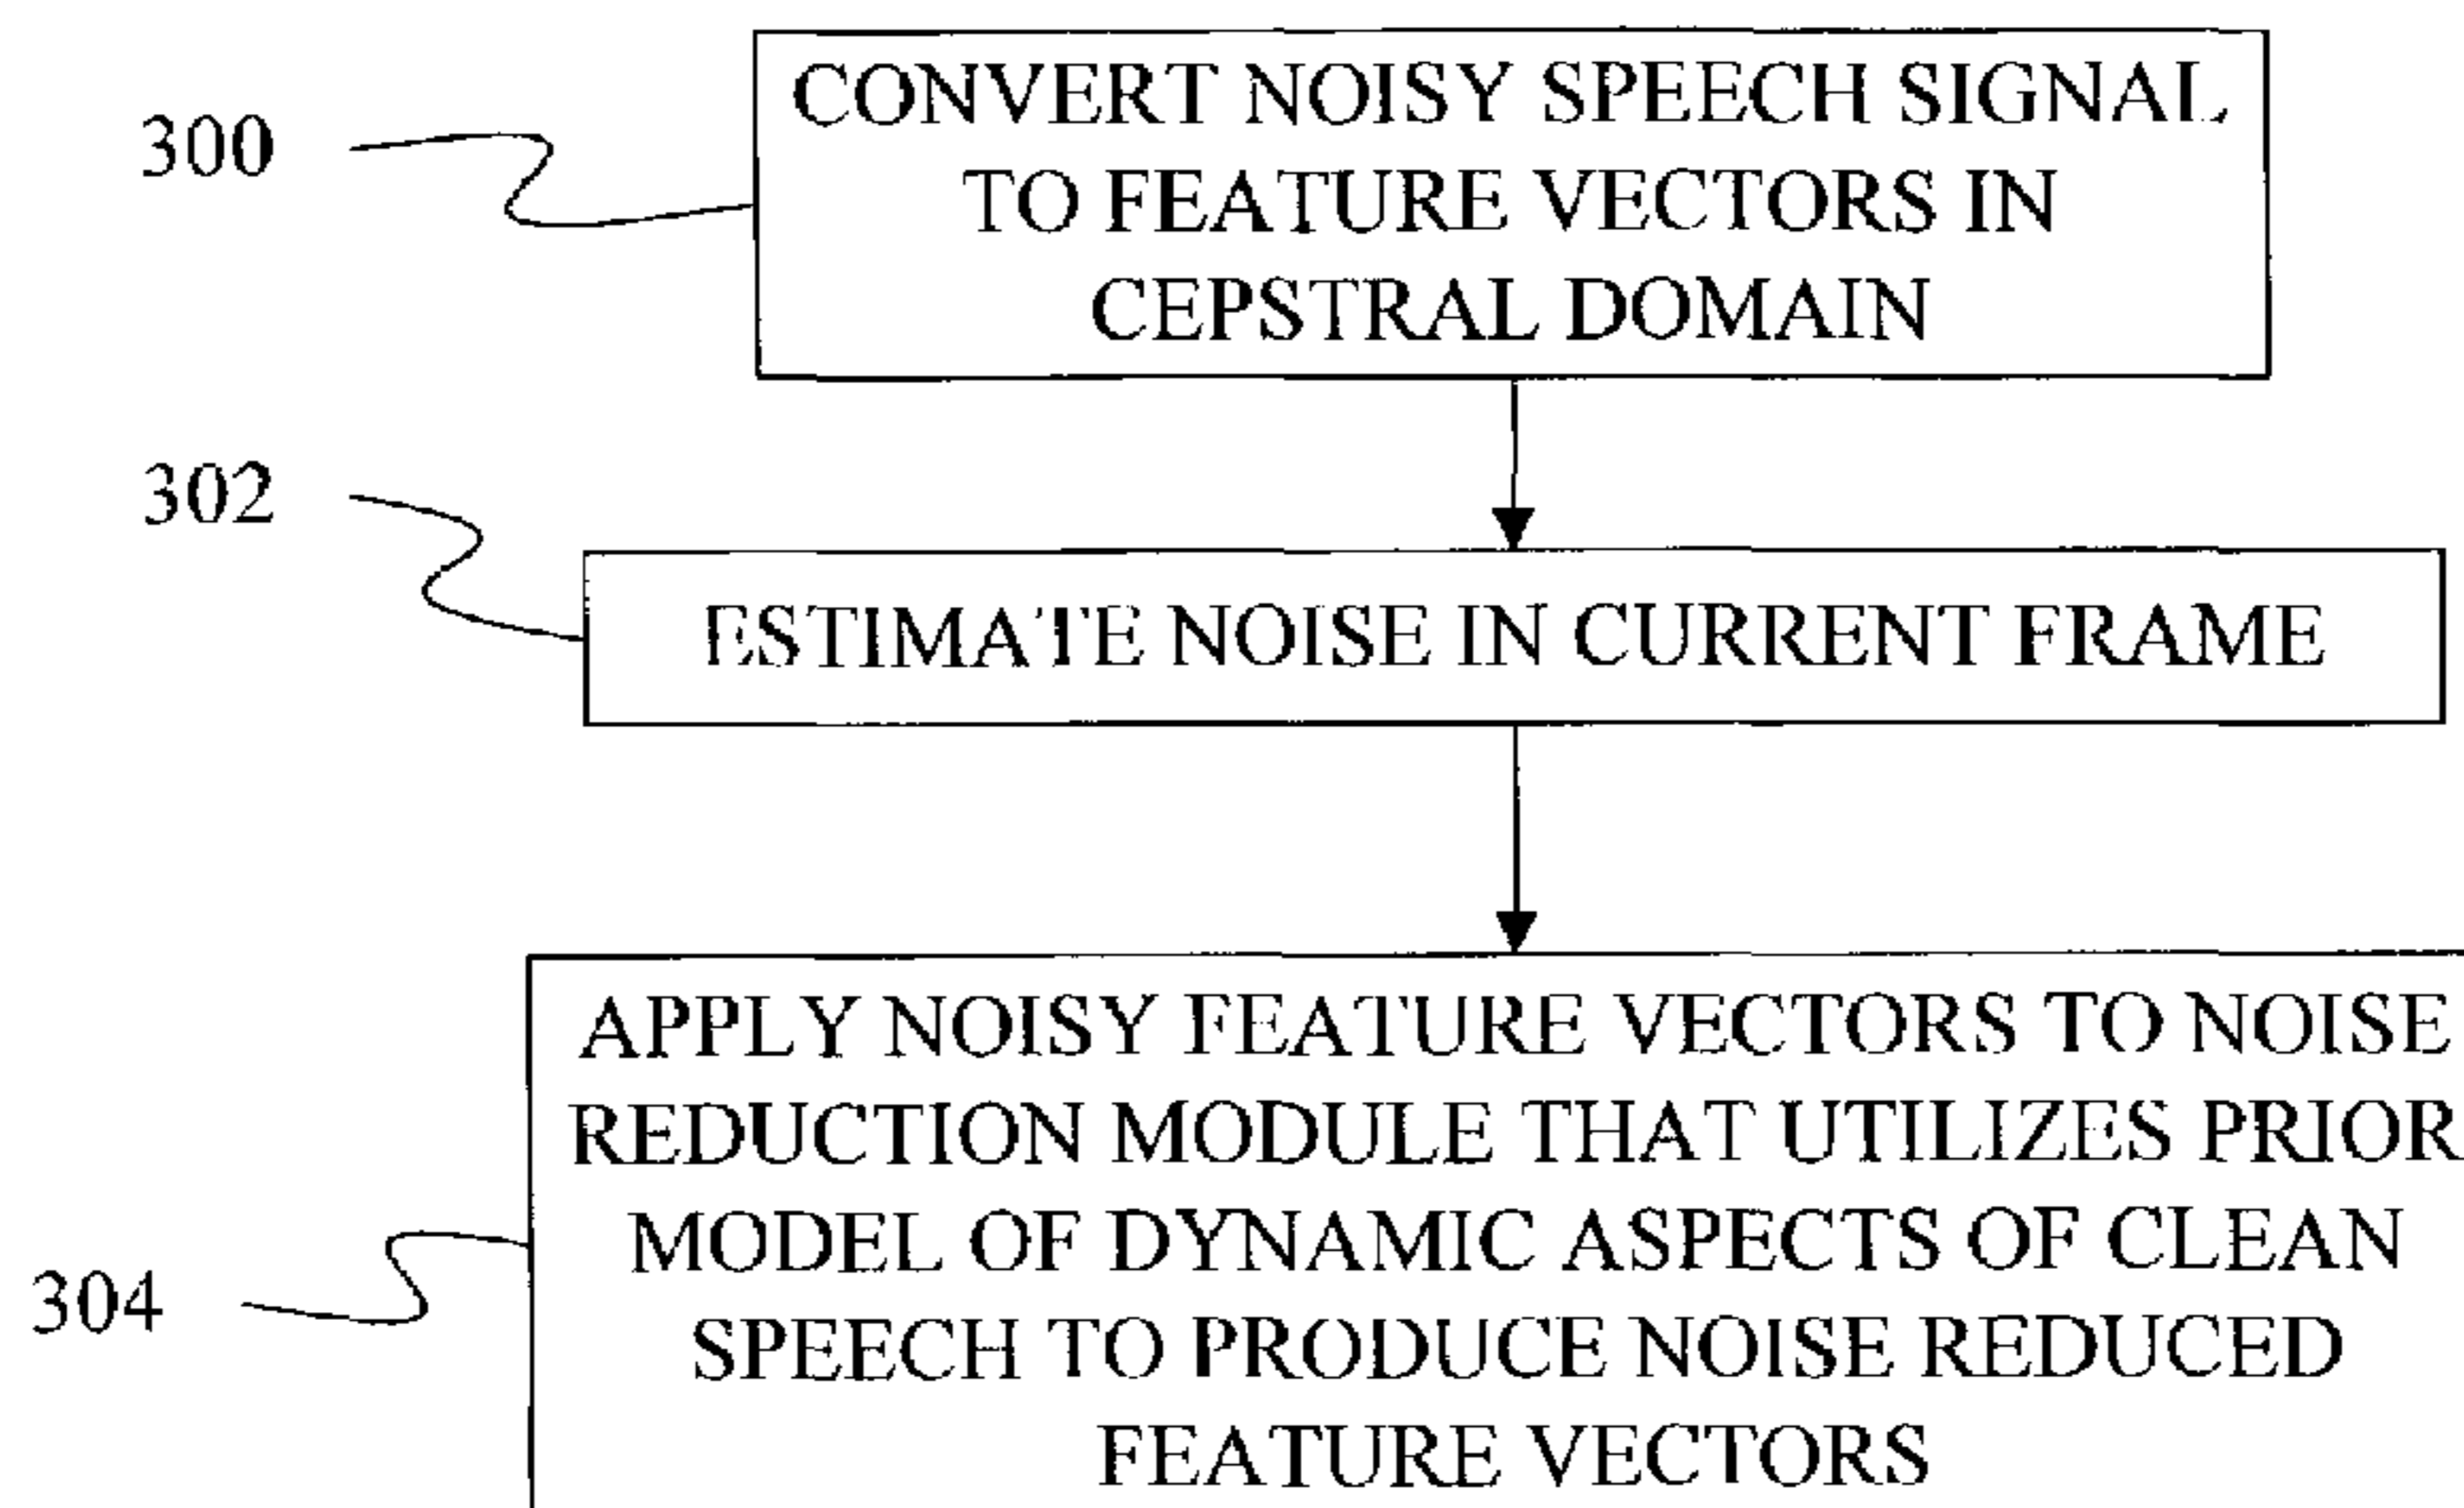 300
CONVERT NOISY SPEECH SIGNAL
TO FEATURE VECTORS IN
CEPSTRAL DOMAIN
302
ESTIMATE NOISE IN CURRENT FRAME
APPLY NOISY FEATURE VECTORS TO NOISE
REDUCTION MODULE THAT UTILIZES PRIOR
MODEL OF DYNAMIC ASPECTS OF CLEAN
304
SPEECH TO PRODUCE NOISE REDUCED
FEATURE VECTORS